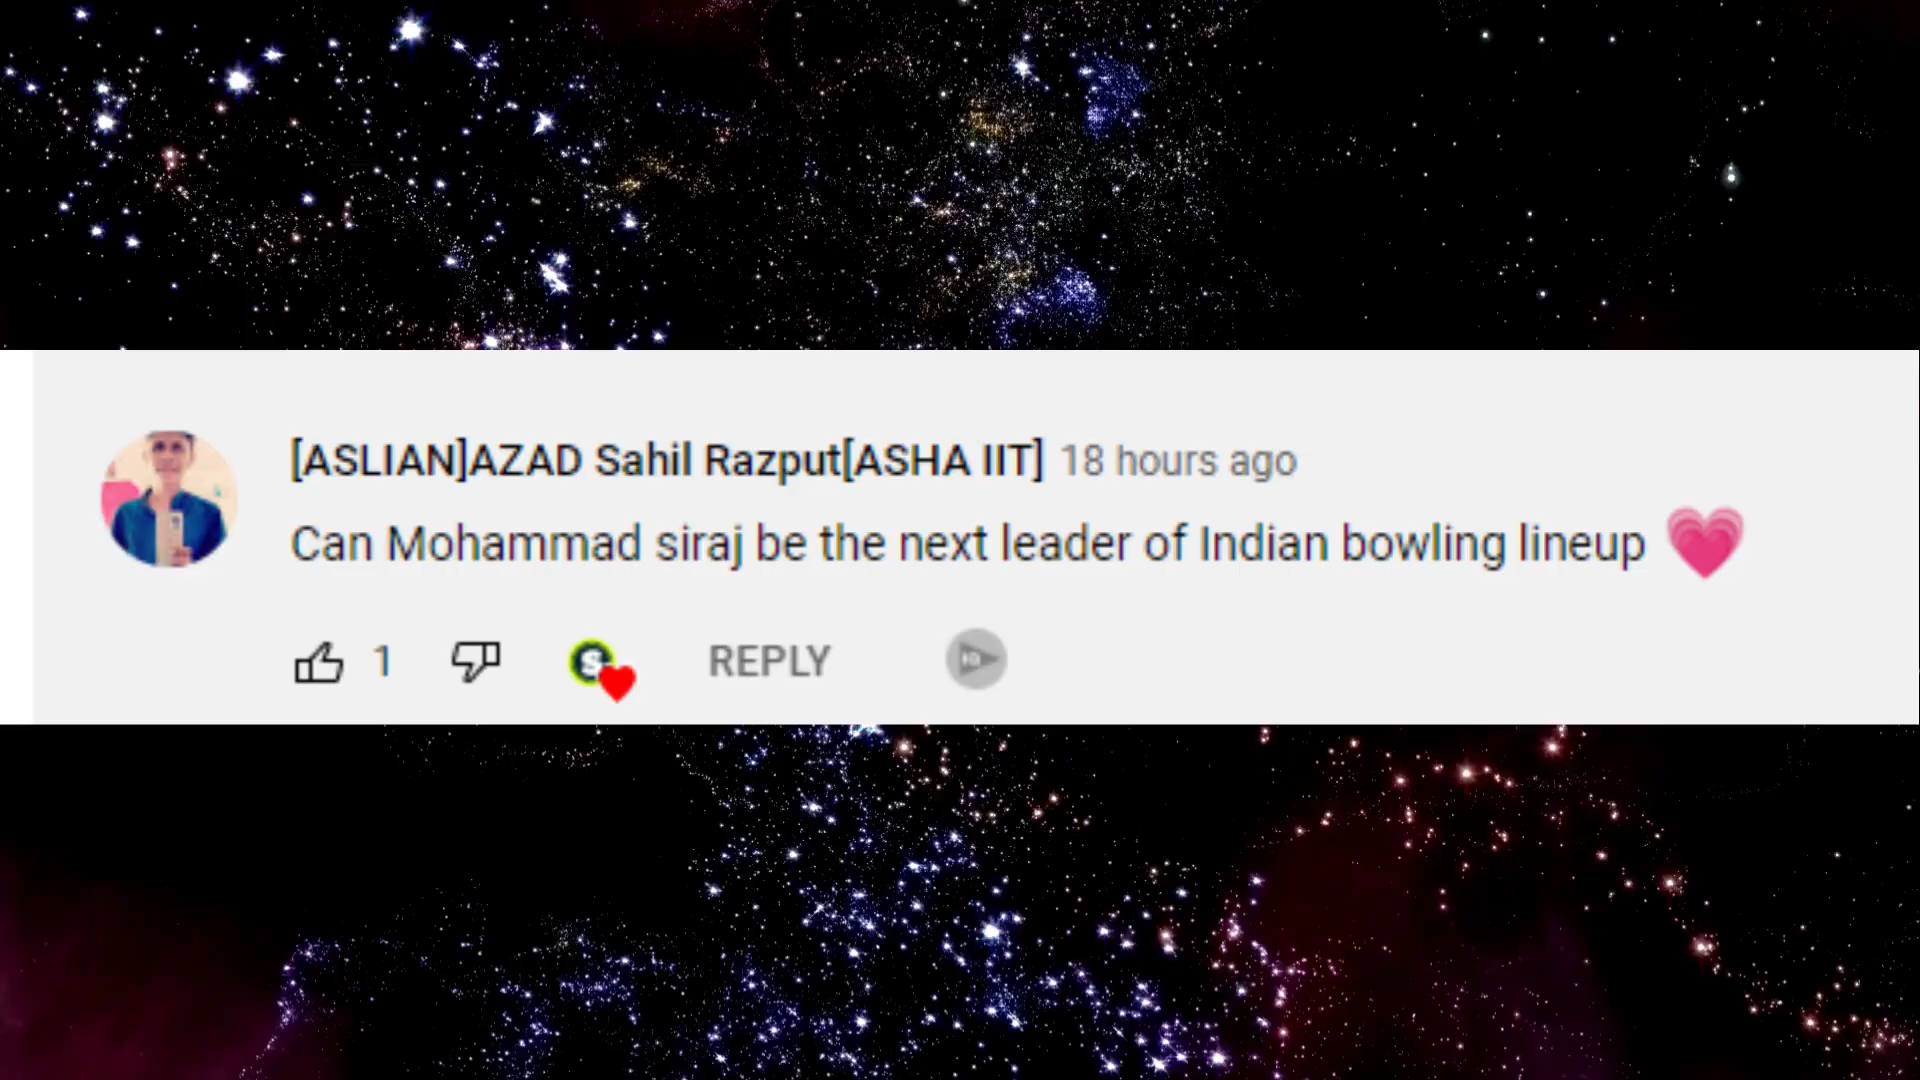 [ASLIAN]AZAD Sahil Razput[ASHA IIT] 18 hours ago
Can Mohammad siraj be the next leader of Indian bowling lineup 💗
1 S REPLY